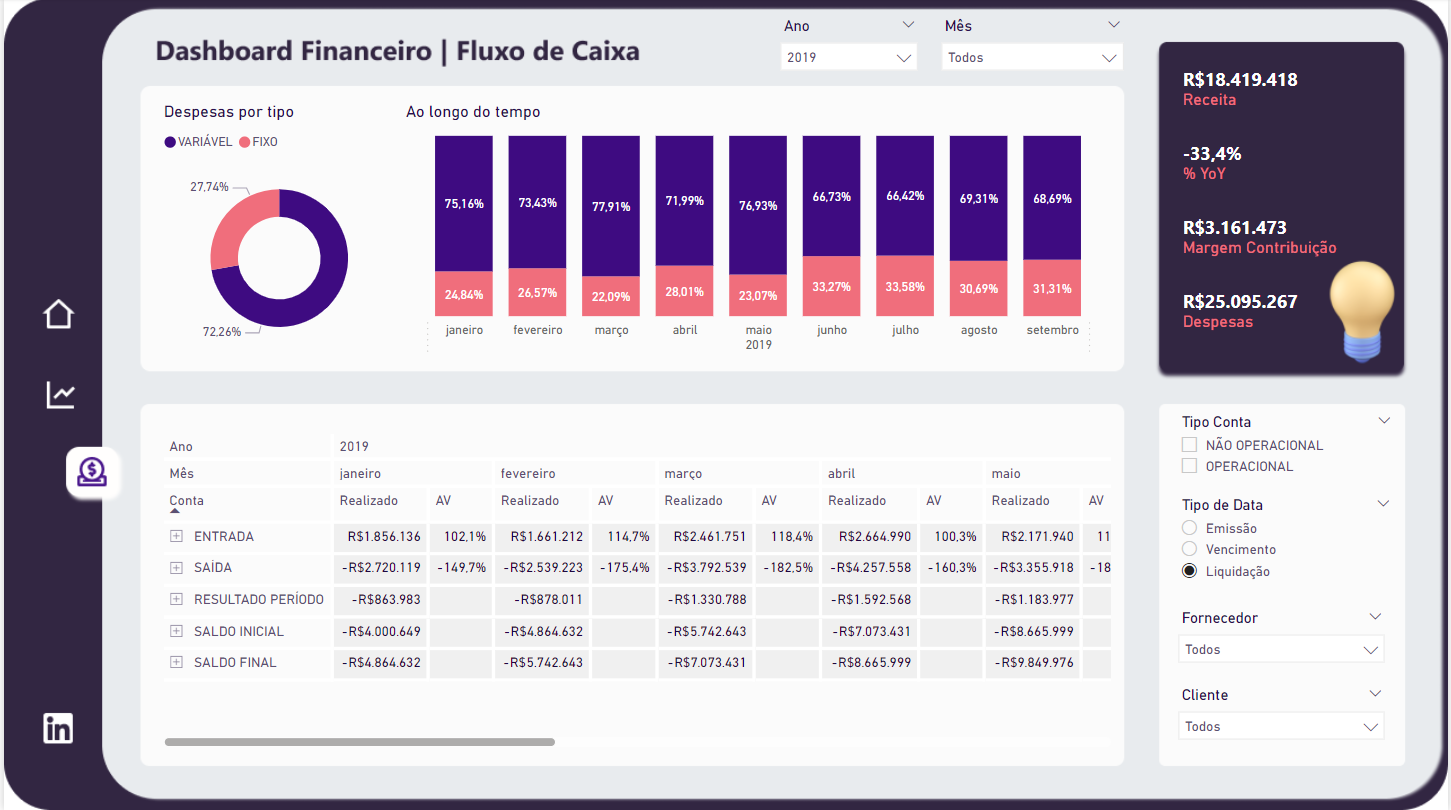 Dashboard Financeiro | Fluxo de Caixa
Ano
2019
Mês
Todos
Despesas por tipo
VARIÁVEL FIXO
27,74%
72,26%
Ao longo do tempo
75,16% 73,43% 77,91% 71,99% 76,93% 66,73% 66,42% 69,31% 68,69%
24,84% 26,57% 22,09% 28,01% 23,07% 33,27% 33,58% 30,69% 31,31%
janeiro fevereiro março abril maio junho julho agosto setembro
2019
R$18.419.418
Receita
-33,4%
% YoY
R$3.161.473
Margem Contribuição
R$25.095.267
Despesas
Ano 2019
Mês janeiro fevereiro março abril maio
Conta Realizado AV Realizado AV Realizado AV Realizado AV Realizado AV
ENTRADA R$1.856.136 102,1% R$1.661.212 114,7% R$2.461.751 118,4% R$2.664.990 100,3% R$2.171.940 11
SAÍDA -R$2.720.119 -149,7% -R$2.539.223 -175,4% -R$3.792.539 -182,5% -R$4.257.558 -160,3% -R$3.355.918 -18
RESULTADO PERÍODO -R$863.983 -R$878.011 -R$1.330.788 -R$1.592.568 -R$1.183.977
SALDO INICIAL -R$4.000.649 -R$4.864.632 -R$5.742.643 -R$7.073.431 -R$8.665.999
SALDO FINAL -R$4.864.632 -R$5.742.643 -R$7.073.431 -R$8.665.999 -R$9.849.976
Tipo Conta
NÃO OPERACIONAL
OPERACIONAL
Tipo de Data
Emissão
Vencimento
Liquidação
Fornecedor
Todos
Cliente
Todos
in